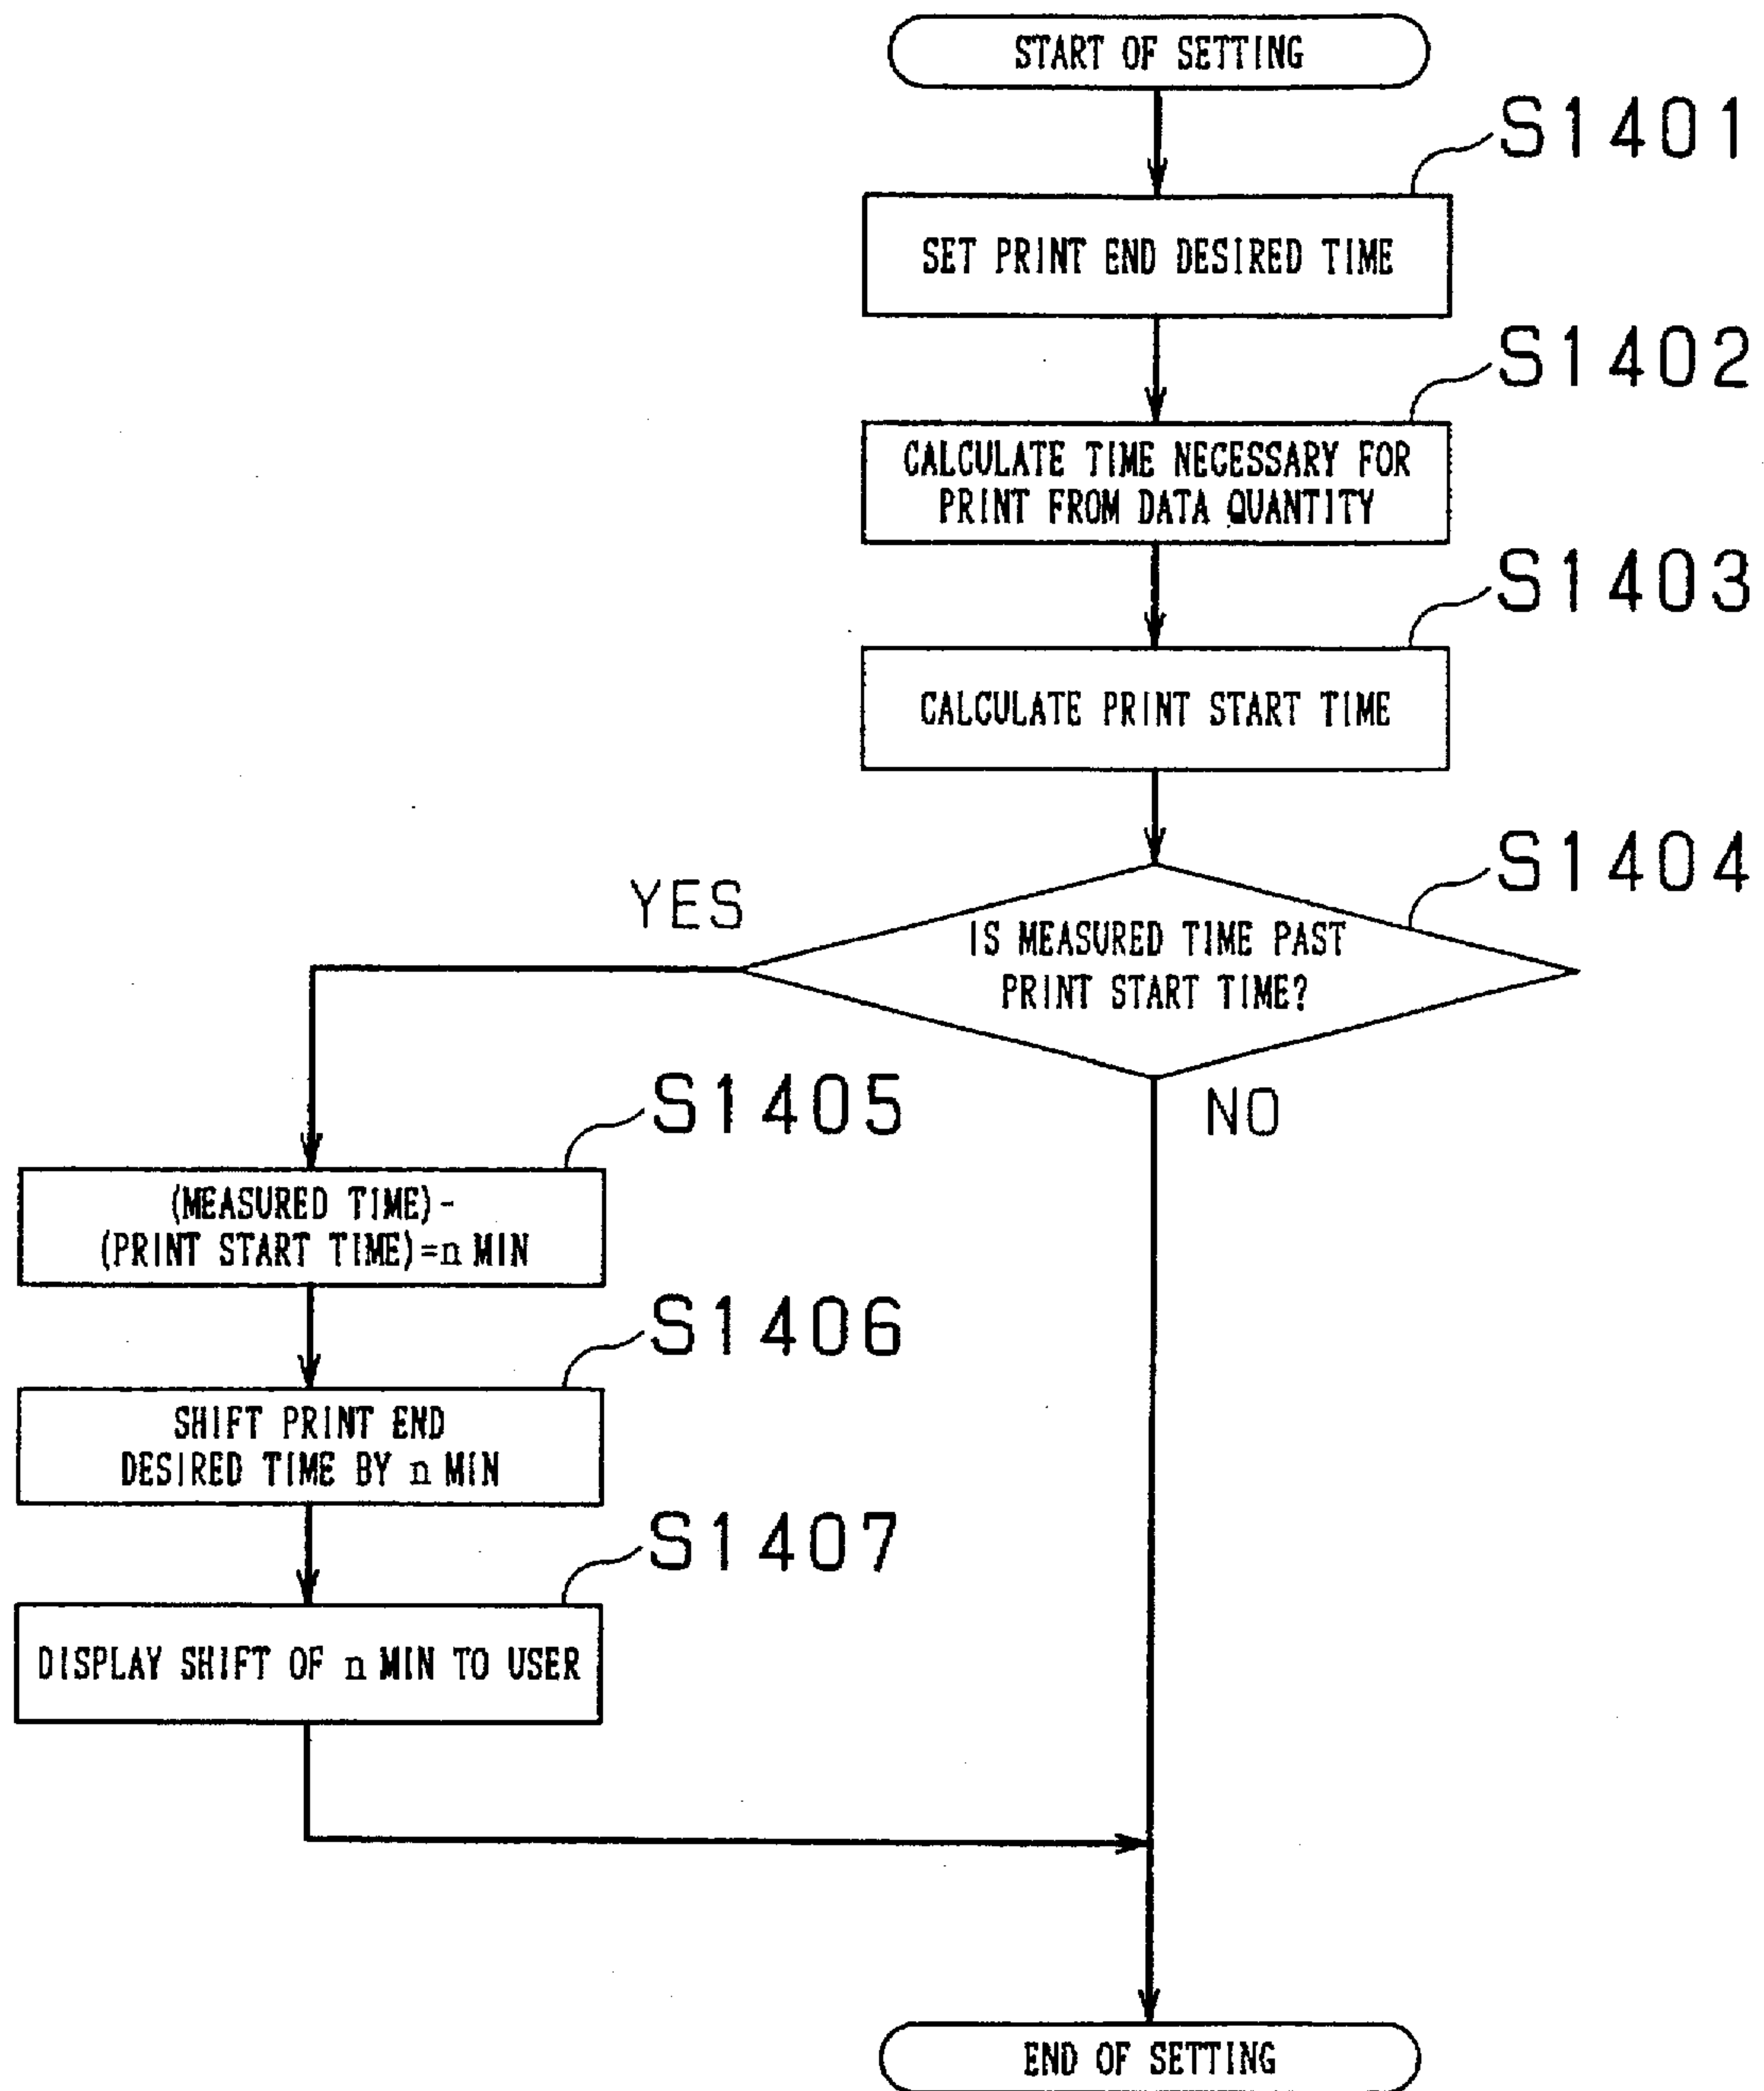 START OF SETTING
S1401
SET PRINT END DESIRED TIME
S1402
CALCULATE TIME NECESSARY FOR
PRINT FROM DATA QUANTITY
S1403
CALCULATE PRINT START TIME
S1404
YES
IS MEASURED TIME PAST
PRINT START TIME?
NO
S1405
(MEASURED TIME)-
(PRINT START TIME)=n MIN
S1406
SHIFT PRINT END
DESIRED TIME BY n MIN
S1407
DISPLAY SHIFT OF n MIN TO USER
END OF SETTING